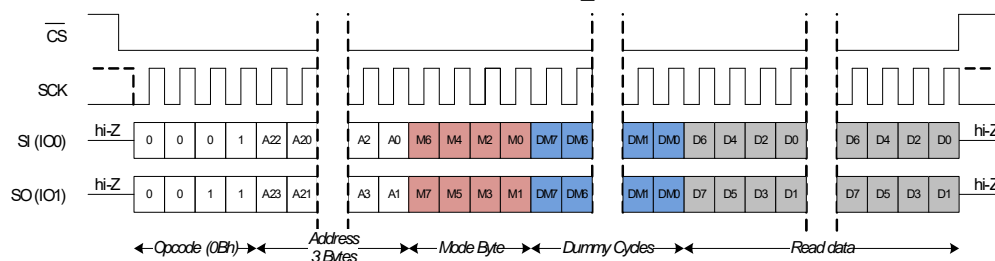 CS
SCK
hi-Z 0 0 0 1 A22 A20 A2 A0 M6 M4 M2 M0 DM7 DM6 DM1 DM0 D6 D4 D2 D0 D6 D4 D2 D0 hi-Z
SI (IO0)
hi-Z 0 0 1 1 A23 A21 A3 A1 M7 M5 M3 M1 DM7 DM6 DM1 DM0 D7 D5 D3 D1 D7 D5 D3 D1 hi-Z
SO (IO1)
Opcode (0Bh) Address 3 Bytes Mode Byte Dummy Cycles Read data